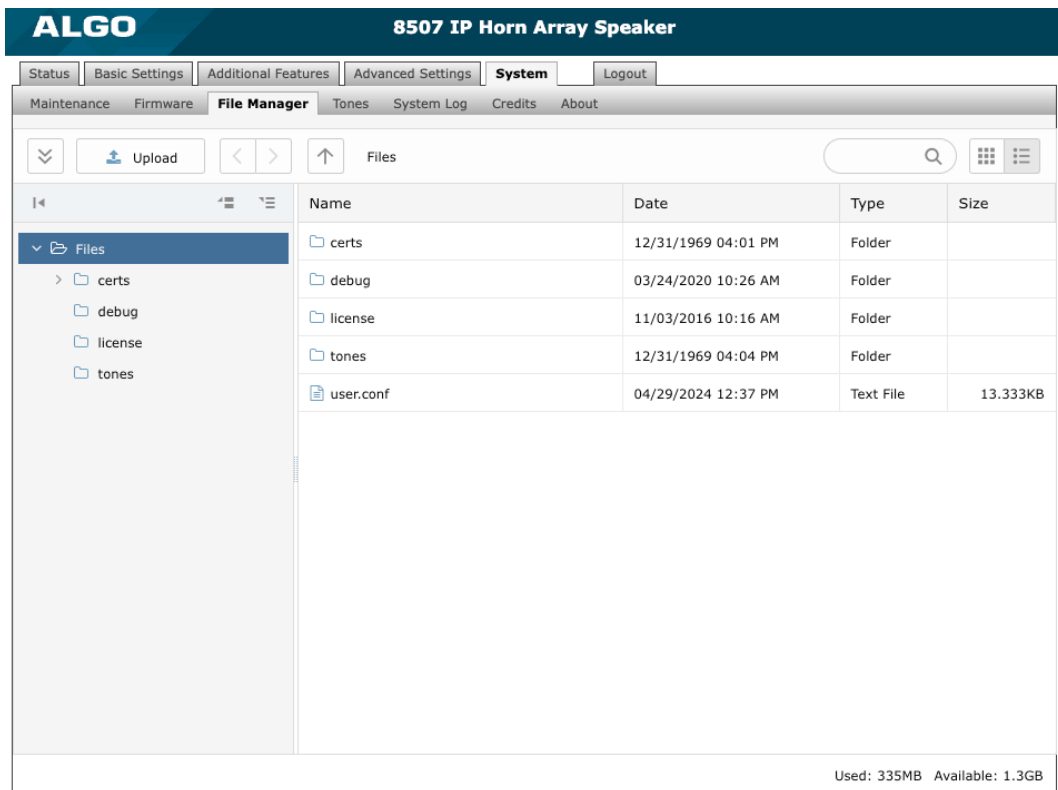 ALGO 8507 IP Horn Array Speaker
Status Basic Settings Additional Features Advanced Settings System Logout
Maintenance Firmware File Manager Tones System Log Credits About
Upload Files
Name Date Type Size
Files
certs
debug
license
tones
certs 12/31/1969 04:01 PM Folder
debug 03/24/2020 10:26 AM Folder
license 11/03/2016 10:16 AM Folder
tones 12/31/1969 04:04 PM Folder
user.conf 04/29/2024 12:37 PM Text File 13.333KB
Used: 335MB Available: 1.3GB